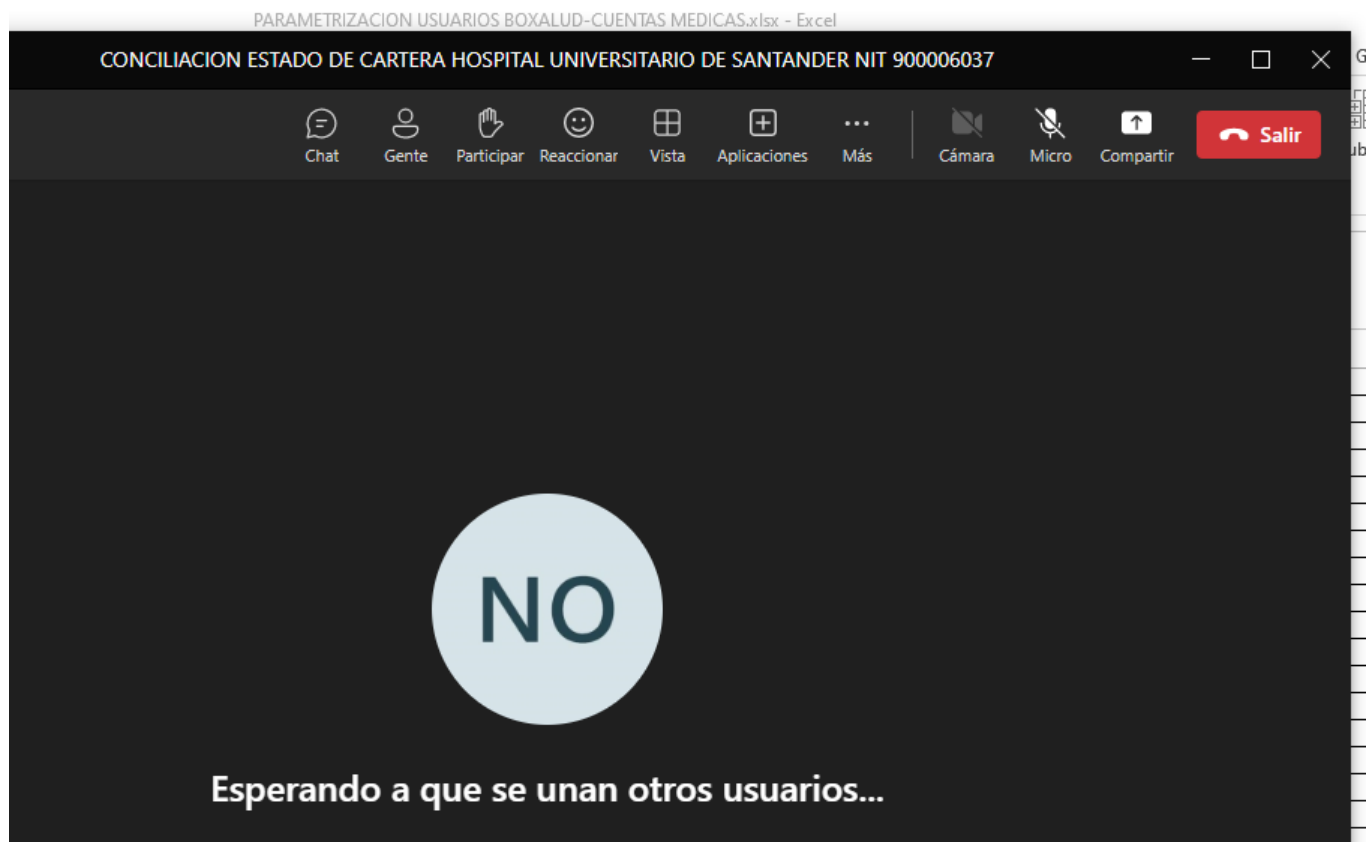 PARAMETRIZACION USUARIOS BOXALUD-CUENTAS MEDICAS.xlsx - Excel
CONCILIACION ESTADO DE CARTERA HOSPITAL UNIVERSITARIO DE SANTANDER NIT 900006037
Chat Gente Participar Reaccionar Vista Aplicaciones Más Cámara Micro Compartir Salir
NO
Esperando a que se unan otros usuarios...